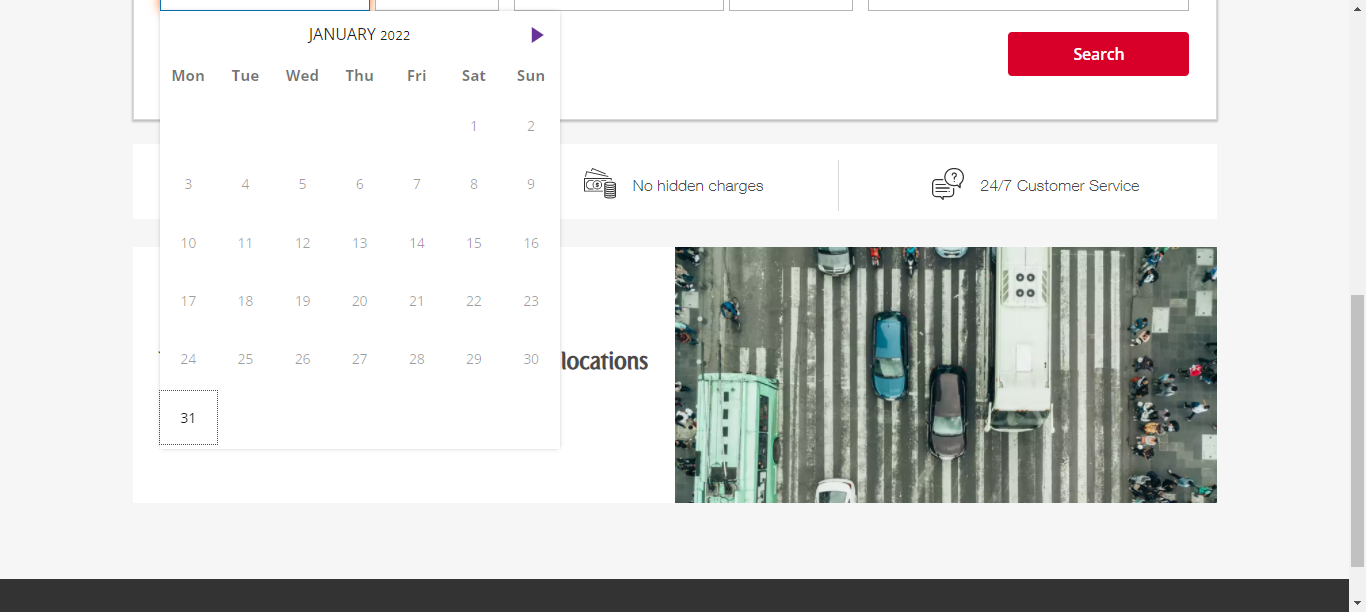 JANUARY 2022
Mon Tue Wed Thu Fri Sat Sun
1 2
3 4 5 6 7 8 9
10 11 12 13 14 15 16
17 18 19 20 21 22 23
24 25 26 27 28 29 30
31
Search
No hidden charges
24/7 Customer Service
locations